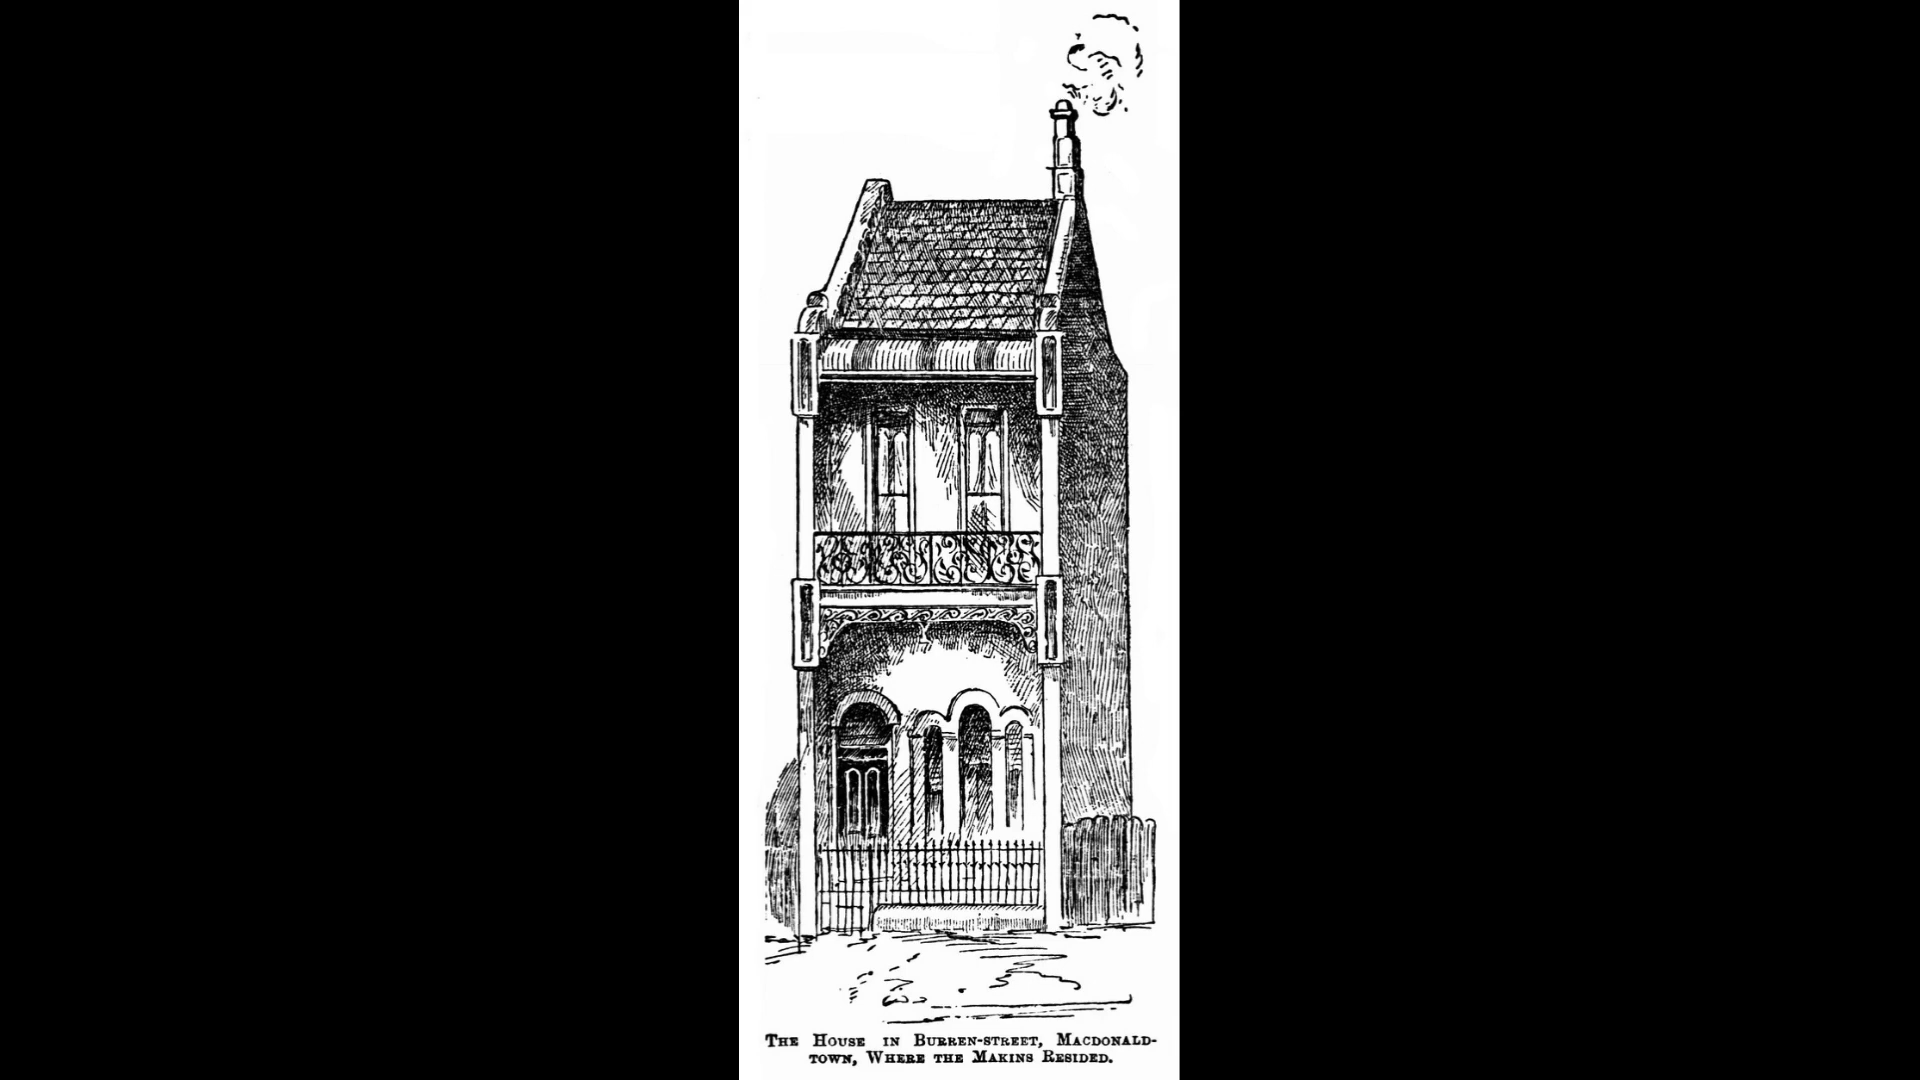 The House in Burren-street, Macdonald-
town, Where the Makins Resided.